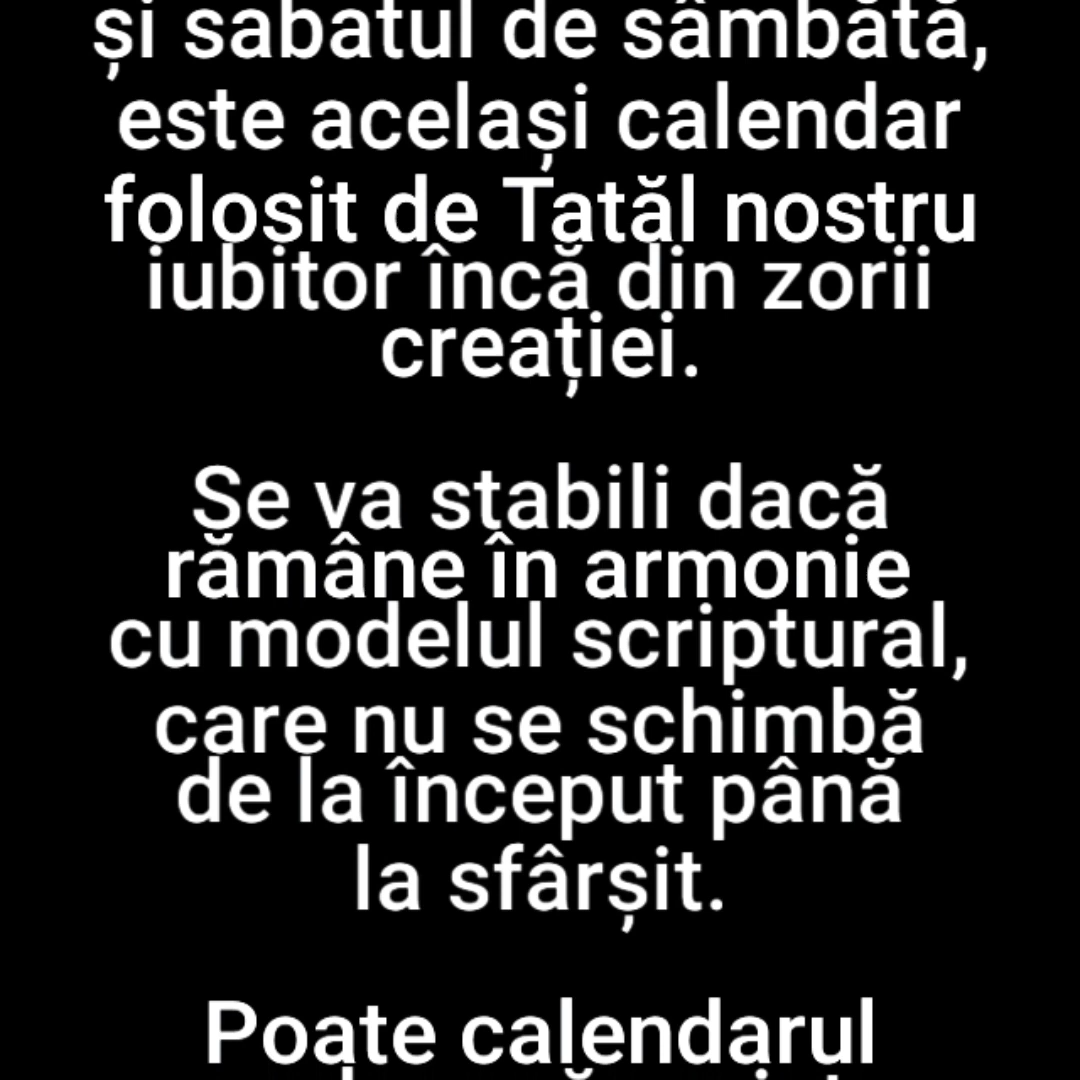 și sabatul de sâmbătă,
este același calendar
folosit de Tatăl nostru
iubitor încă din zorii
creației.
Se va stabili dacă
rămâne în armonie
cu modelul scriptural,
care nu se schimbă
de la început până
la sfârșit.
Poate calendarul